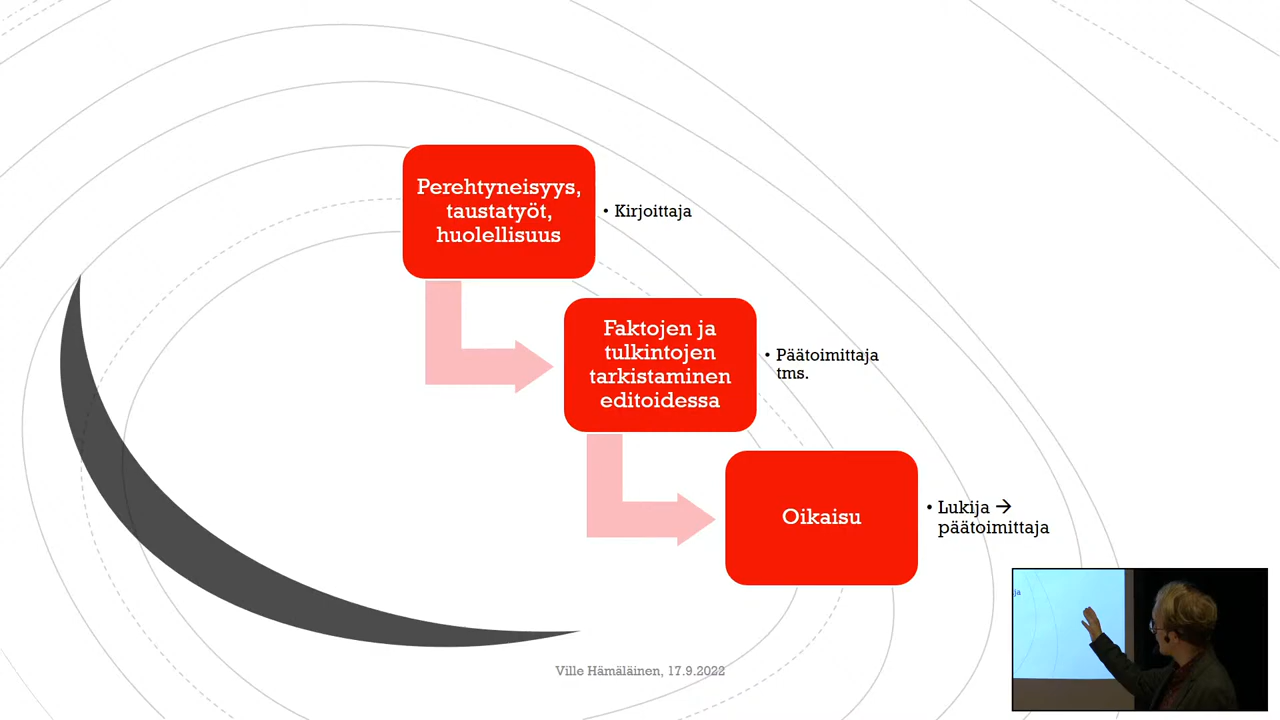 Perehtyneisyys,
taustatyöt,
huolellisuus
• Kirjoittaja
Faktojen ja
tulkintojen
tarkistaminen
editoidessa
• Päätoimittaja
tms.
Oikaisu
• Lukija →
päätoimittaja
ja
Ville Hämäläinen, 17.9.2022